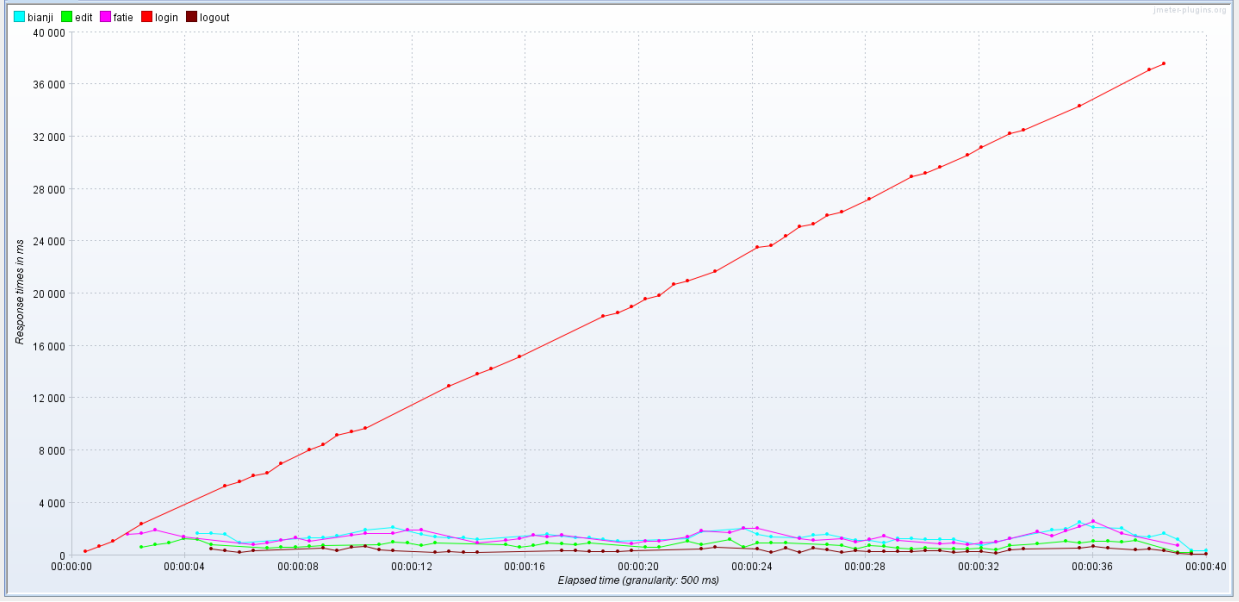 jmeter-plugins.org
bianji edit fatie login logout
40 000
36 000
32 000
28 000
24 000
20 000
16 000
12 000
8 000
4 000
0
Response times in ms
00:00:00 00:00:04 00:00:08 00:00:12 00:00:16 00:00:20 00:00:24 00:00:28 00:00:32 00:00:36 00:00:40
Elapsed time (granularity: 500 ms)